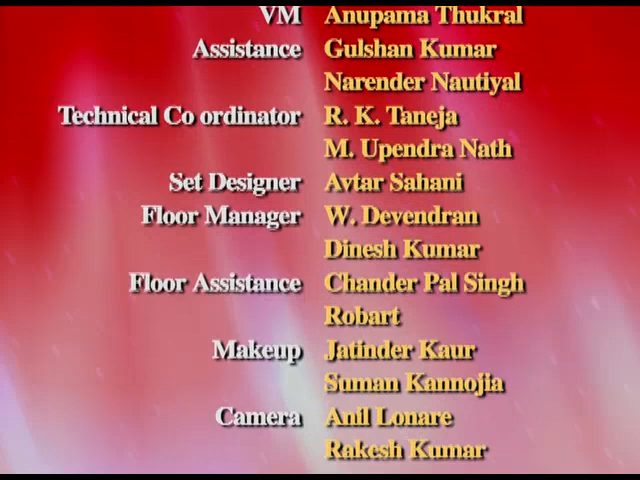 VM Anupama Thukral
Assistance Gulshan Kumar
Narender Nautiyal
Technical Co ordinator R. K. Taneja
M. Upendra Nath
Set Designer Avtar Sahani
Floor Manager W. Devendran
Dinesh Kumar
Floor Assistance Chander Pal Singh
Robart
Makeup Jatinder Kaur
Suman Kannojia
Camera Anil Lonare
Rakesh Kumar